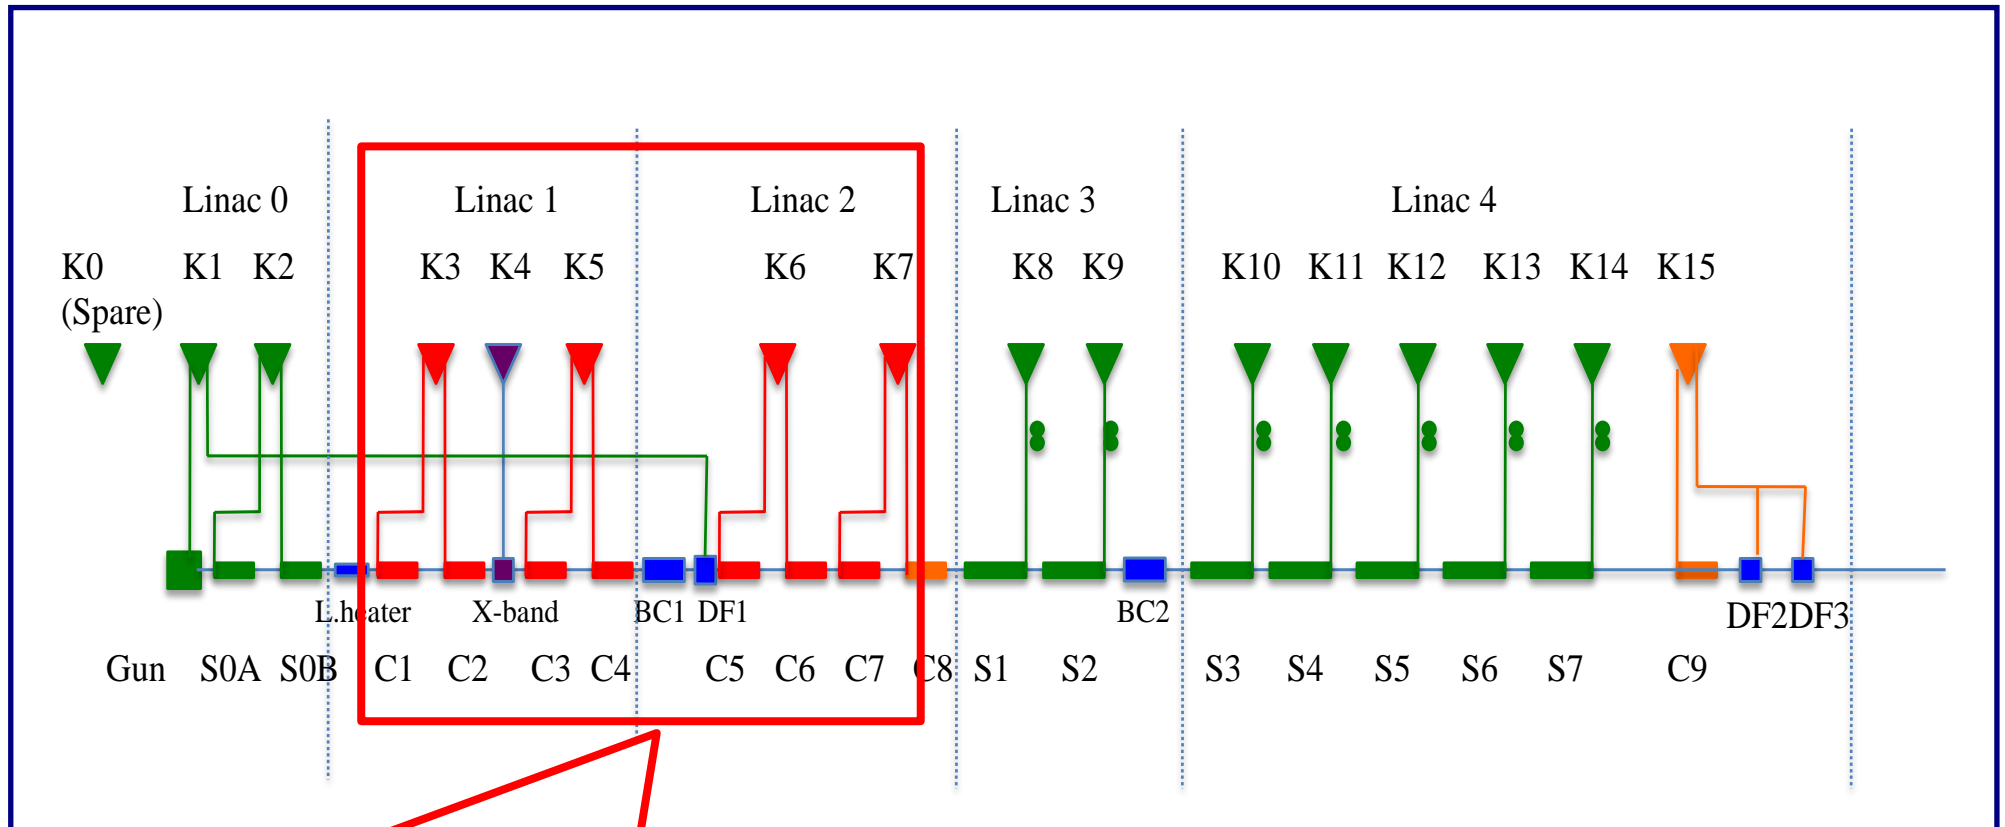 Linac 0 Linac 1 Linac 2 Linac 3 Linac 4
K0 K1 K2 K3 K4 K5 K6 K7 K8 K9 K10 K11 K12 K13 K14 K15
(Spare)
L.heater X-band BC1 DF1 BC2 DF2 DF3
Gun S0A S0B C1 C2 C3 C4 C5 C6 C7 C8 S1 S2 S3 S4 S5 S6 S7 C9